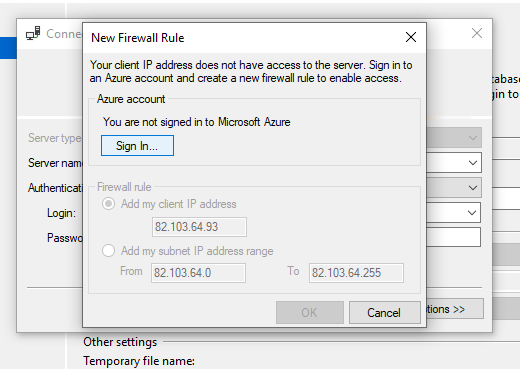 Conne
New Firewall Rule
Your client IP address does not have access to the server. Sign in to
an Azure account and create a new firewall rule to enable access.
Azure account
You are not signed in to Microsoft Azure
Sign In...
Server type
Server name
Authenticati
Login:
Passwo
Firewall rule
Add my client IP address
82.103.64.93
Add my subnet IP address range
From 82.103.64.0 To 82.103.64.255
OK Cancel
tions >>
atabase
gin to
Other settings
Temporary file name: